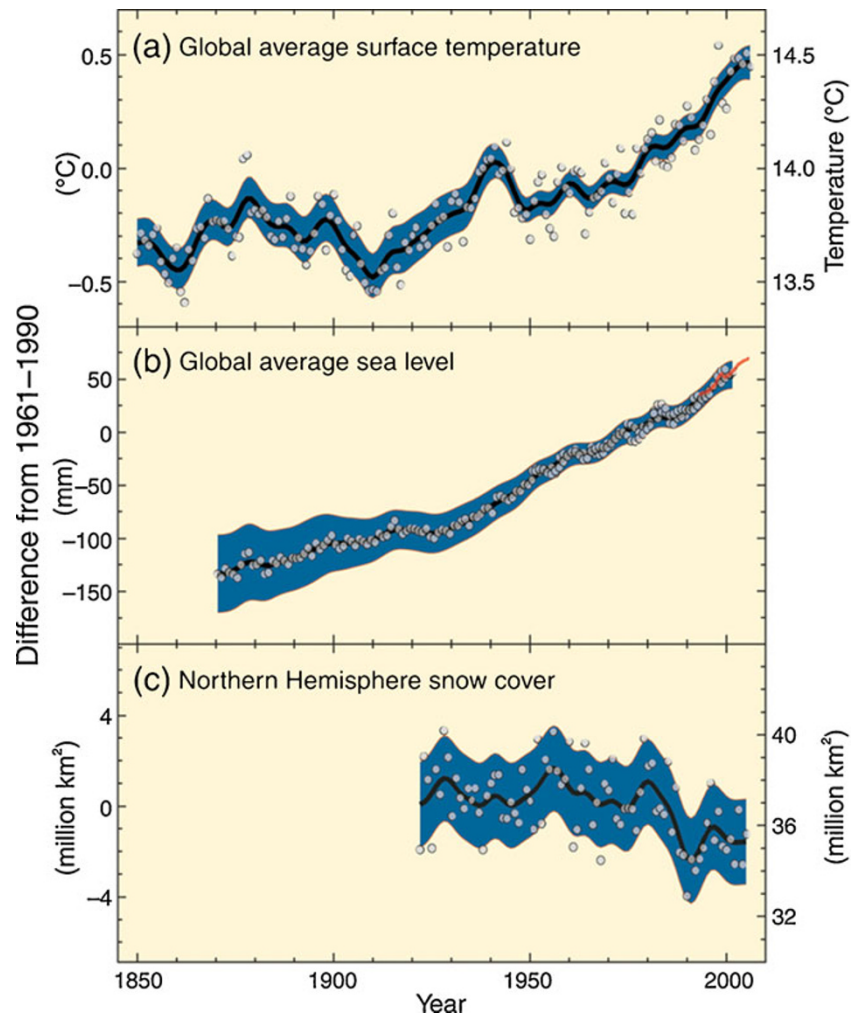 (a) Global average surface temperature
0.5
0.0
−0.5
(°C)
14.5
14.0
13.5
Temperature (°C)
Difference from 1961–1990
(b) Global average sea level
50
0
−50
−100
−150
(mm)
(c) Northern Hemisphere snow cover
4
0
−4
(million km²)
40
36
32
(million km²)
1850
1900
1950
2000
Year